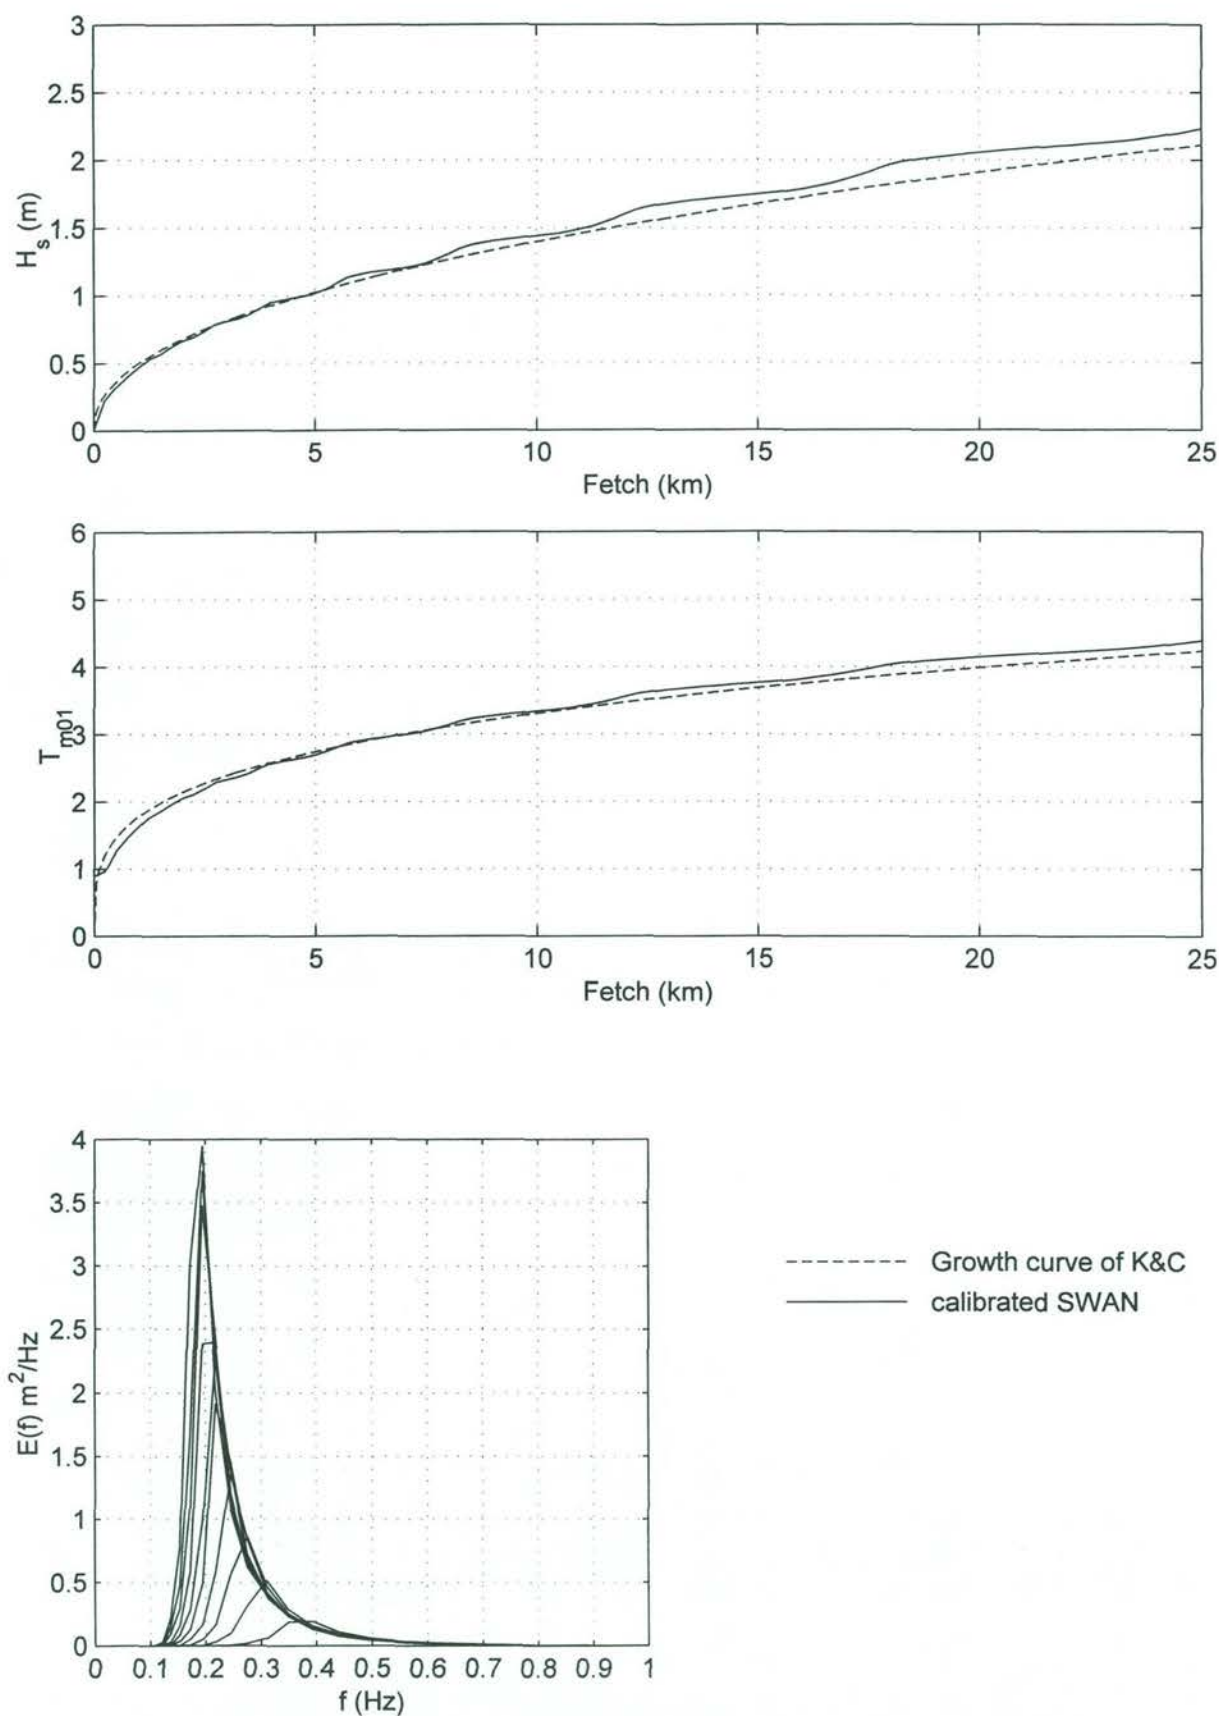 3
2.5
2
1.5
1
0.5
0
H_s (m)
0 5 10 15 20 25
Fetch (km)
6
5
4
3
2
1
0
T_m01
0 5 10 15 20 25
Fetch (km)
4
3.5
3
2.5
2
1.5
1
0.5
0
E(f) m²/Hz
0 0.1 0.2 0.3 0.4 0.5 0.6 0.7 0.8 0.9 1
f (Hz)
Growth curve of K&C
calibrated SWAN